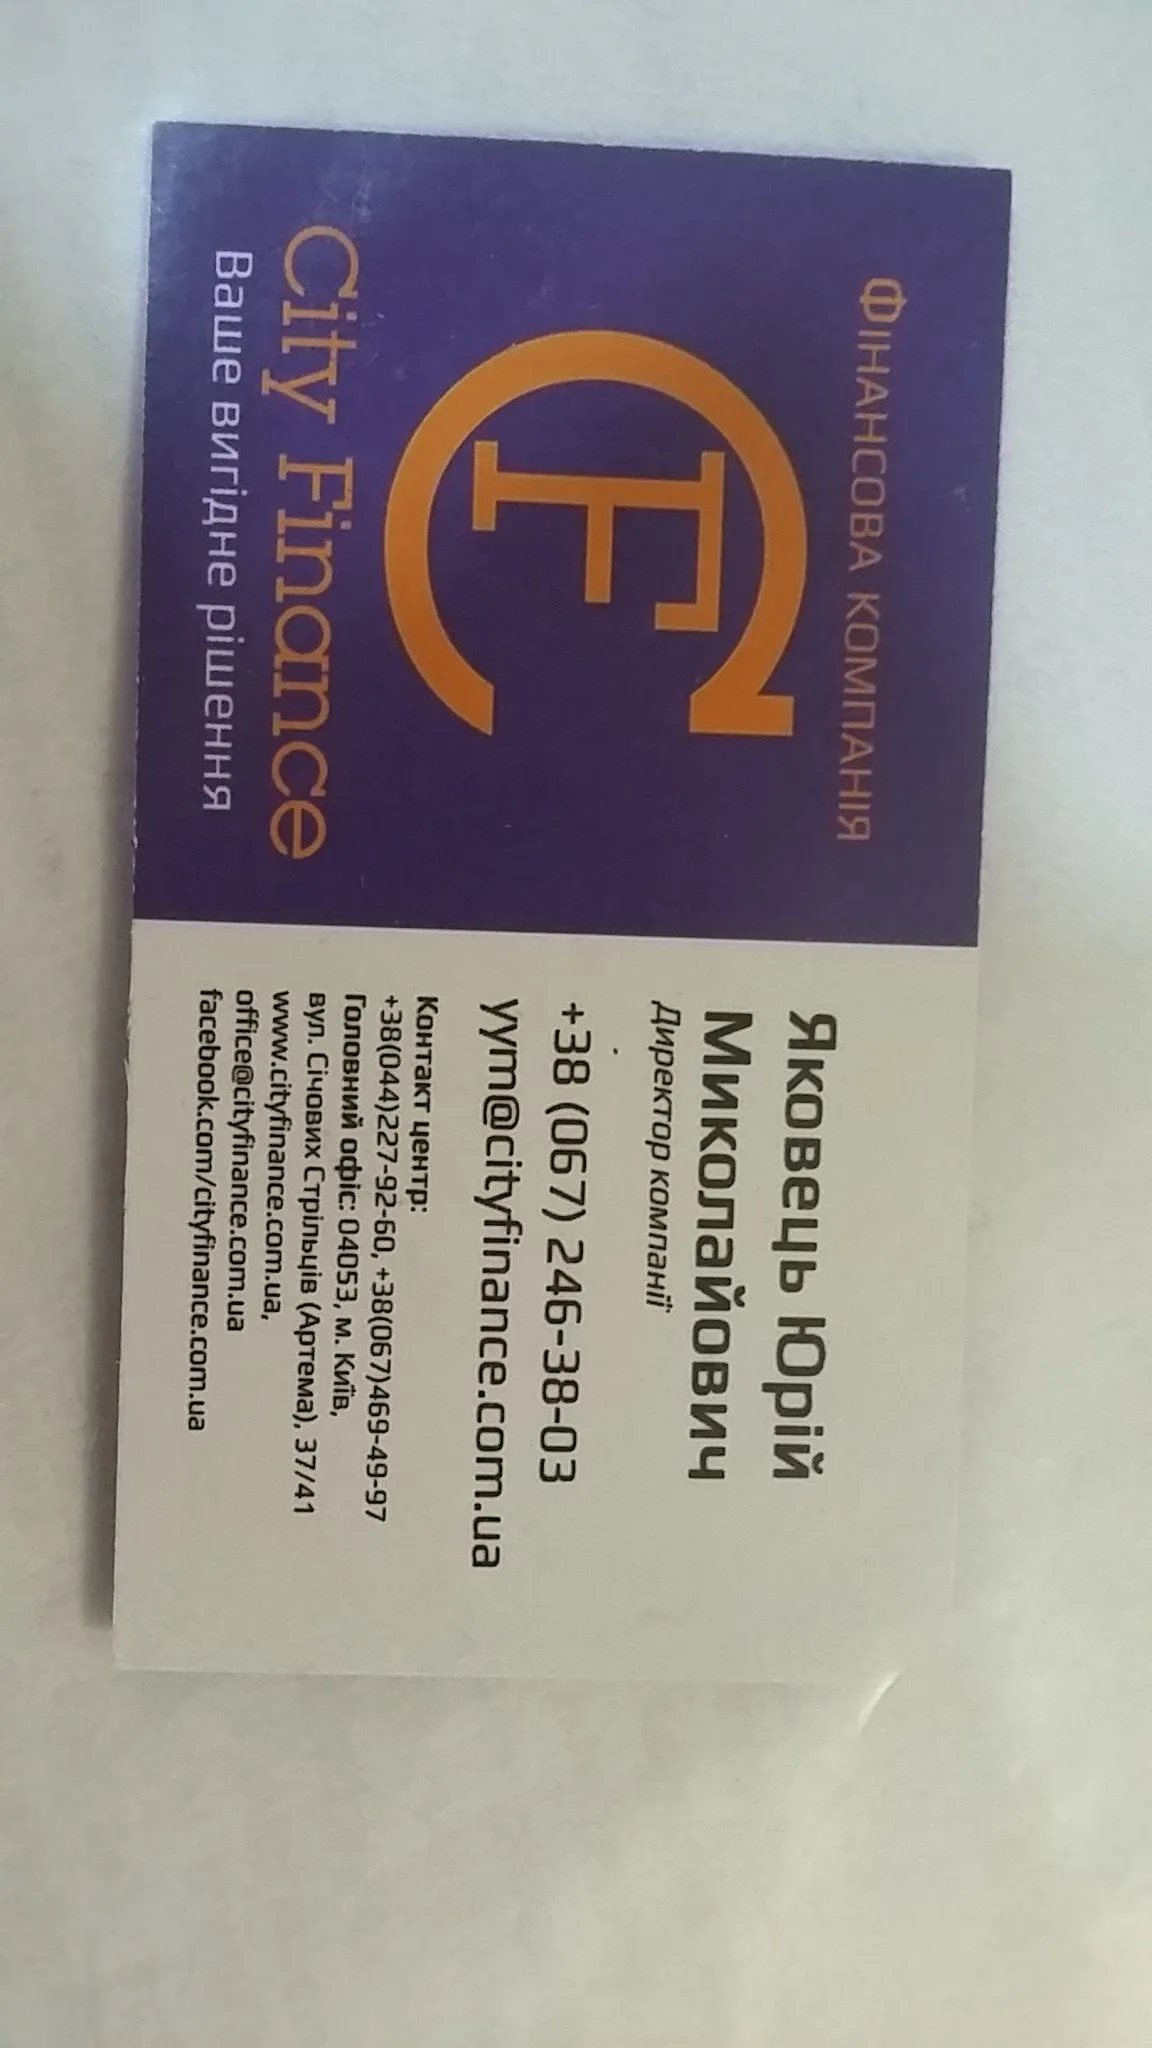 ФІНАНСОВА КОМПАНІЯ
CF
City Finance
Ваше вигідне рішення
Яковець Юрій
Миколайович
Директор компанії
+38 (067) 246-38-03
yym@cityfinance.com.ua
Контакт центр:
+38(044)227-92-60, +38(067)469-49-97
Головний офіс: 04053, м. Київ,
вул. Січових Стрільців (Артема), 37/41
www.cityfinance.com.ua,
office@cityfinance.com.ua
facebook.com/cityfinance.com.ua